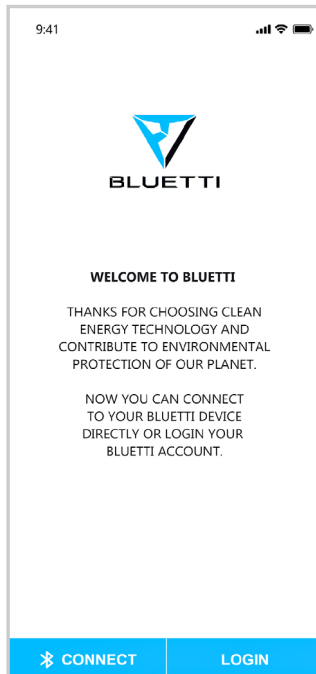 9:41
BLUETTI
WELCOME TO BLUETTI
THANKS FOR CHOOSING CLEAN
ENERGY TECHNOLOGY AND
CONTRIBUTE TO ENVIRONMENTAL
PROTECTION OF OUR PLANET.
NOW YOU CAN CONNECT
TO YOUR BLUETTI DEVICE
DIRECTLY OR LOGIN YOUR
BLUETTI ACCOUNT.
CONNECT
LOGIN